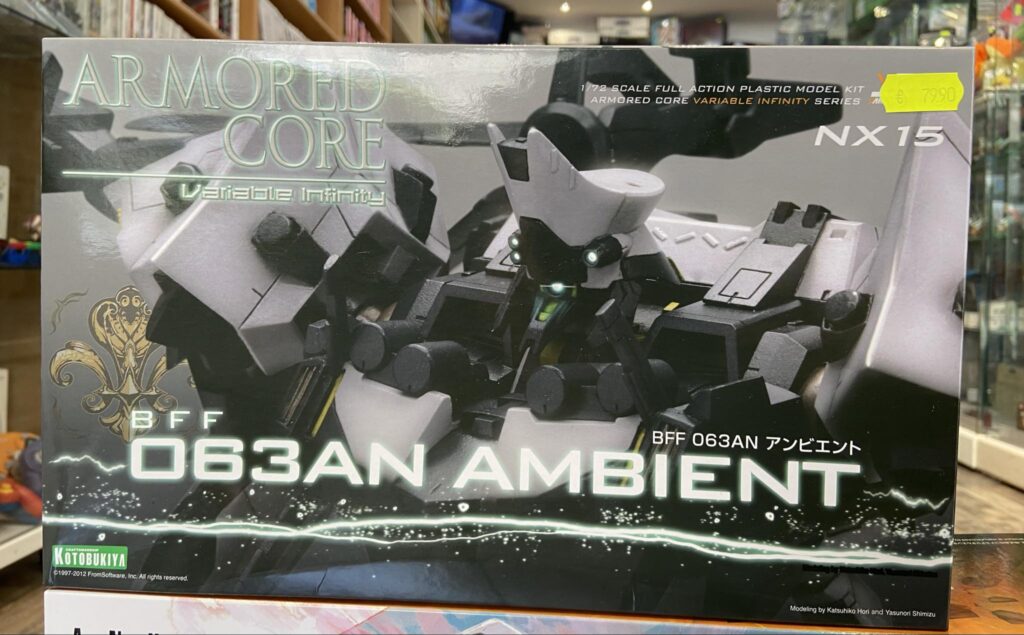 ARMORED
CORE
Variable Infinity
1/72 SCALE FULL ACTION PLASTIC MODEL KIT
ARMORED CORE VARIABLE INFINITY SERIES
€ 7990
NX15
BFF
BFF 063AN アンビエント
063AN AMBIENT
CRAFTSMANSHIP
KOTOBUKIYA
©1997-2012 FromSoftware, Inc. All rights reserved.
Modeling by Katsuhiko Hori and Yasunori Shimizu